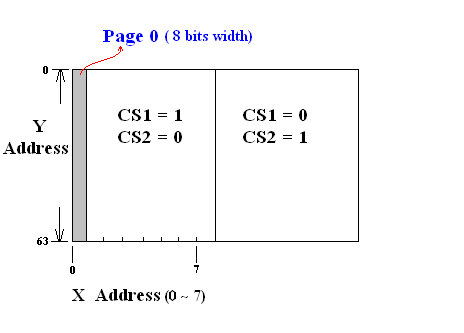 Page 0 ( 8 bits width)
0
CS1 = 1
CS2 = 0
CS1 = 0
CS2 = 1
Y
Address
63
0
7
X Address (0 ~ 7)